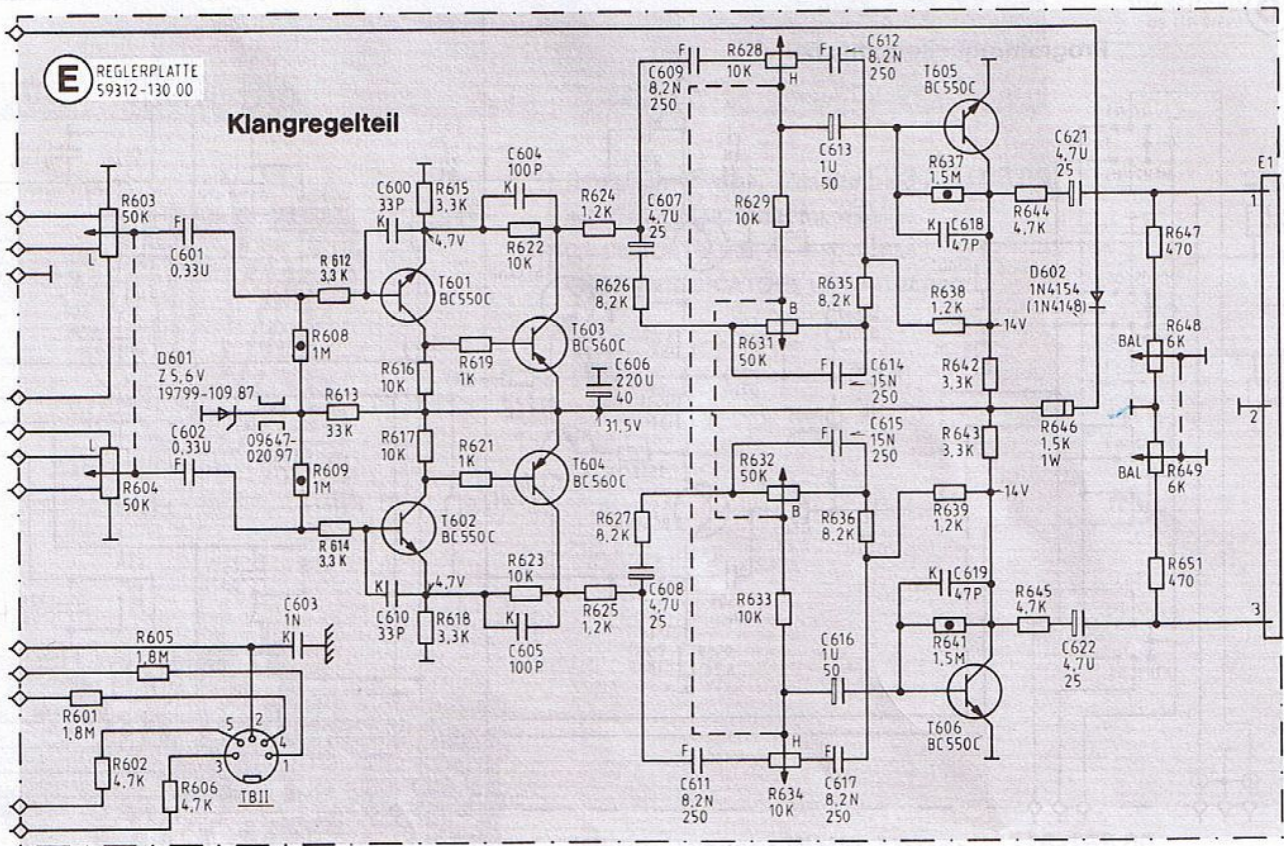 E
REGLERPLATTE
59312-130 00
Klangregelteil
R603
50K
L
F
C601
0,33U
R 612
3,3 K
R608
1M
C600
33P
K
R615
3,3K
4,7V
C604
100P
K
R622
10K
R624
1,2K
T601
BC550C
R616
10K
R619
1K
T603
BC560C
C606
220U
40
31,5V
D601
Z 5,6V
19799-109.87
09647-
020.97
R613
33K
C602
0,33U
F
L
R604
50K
R609
1M
R 614
3,3 K
R617
10K
R621
1K
T604
BC560C
T602
BC550C
4,7V
C610
33P
K
R618
3,3K
R623
10K
K
C605
100P
R625
1,2K
C603
1N
K
R605
1,8M
R601
1,8M
R602
4,7K
R606
4,7K
5
2
4
3
1
TBII
C609
8,2N
250
F
R628
10K
H
F
C612
8,2N
250
C607
4,7U
25
R626
8,2K
R629
10K
C613
1U
50
B
R631
50K
R635
8,2K
F
C614
15N
250
T605
BC550C
R637
1,5M
K
C618
47P
R638
1,2K
14V
R642
3,3K
R644
4,7K
C621
4,7U
25
D602
1N4154
(1N4148)
E1
1
R647
470
R648
6K
BAL
2
R646
1,5K
1W
BAL
R649
6K
R651
470
3
F
C615
15N
250
R632
50K
B
R627
8,2K
C608
4,7U
25
R636
8,2K
R633
10K
C616
1U
50
R643
3,3K
14V
R639
1,2K
K
C619
47P
R641
1,5M
R645
4,7K
C622
4,7U
25
T606
BC550C
F
C611
8,2N
250
H
R634
10K
F
C617
8,2N
250